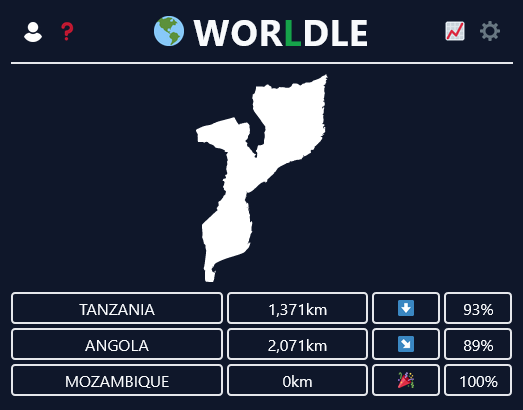 ?
WORLDLE
TANZANIA 1,371km 93%
ANGOLA 2,071km 89%
MOZAMBIQUE 0km 100%